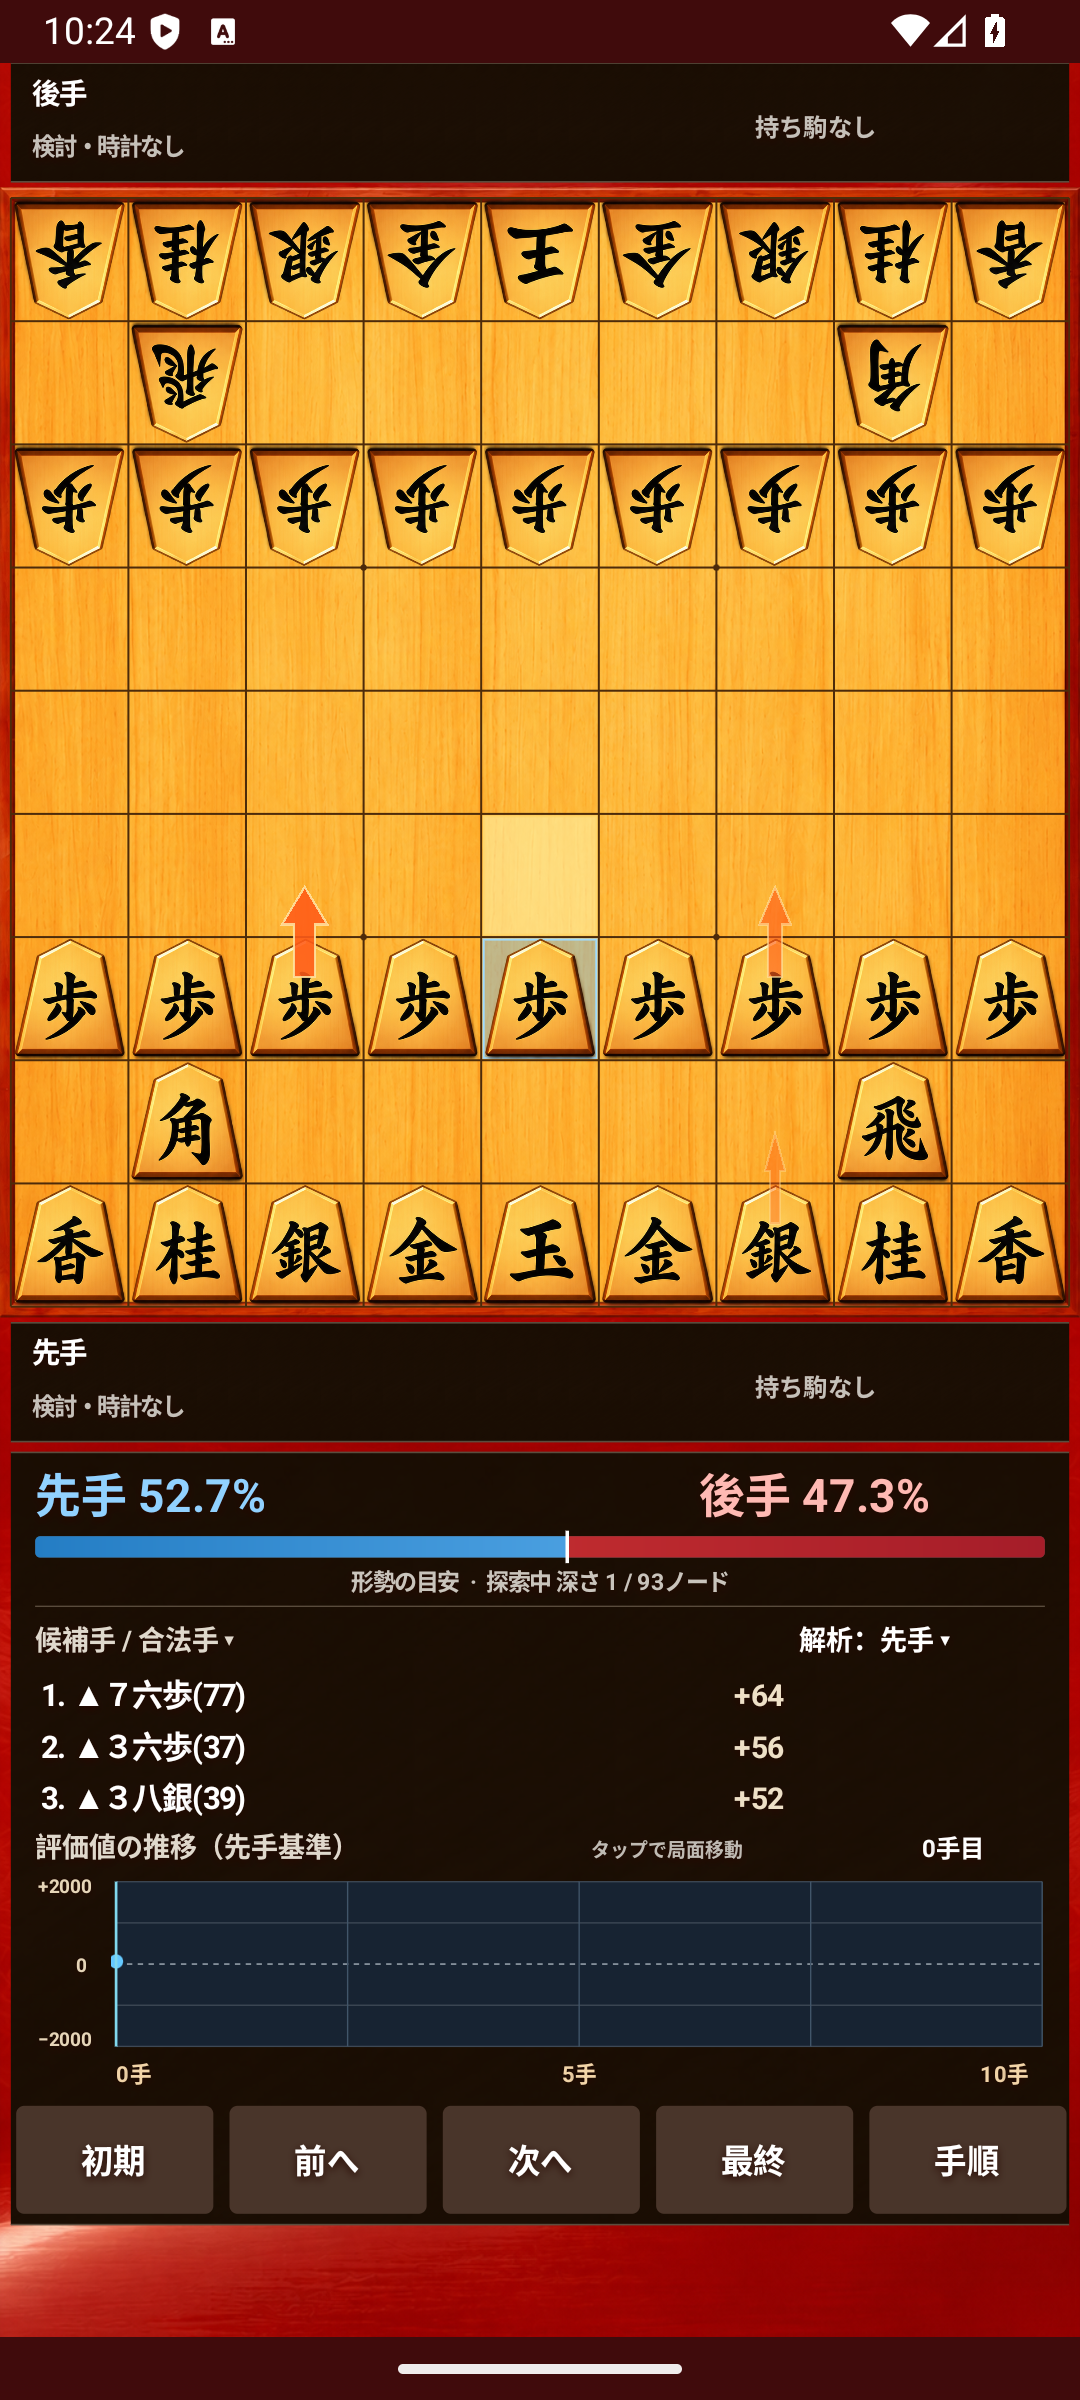 10:24
後手
検討・時計なし
持ち駒なし
香 桂 銀 金 王 金 銀 桂 香
飛 角
歩 歩 歩 歩 歩 歩 歩 歩 歩
歩 歩 歩 歩 歩 歩 歩 歩 歩
角 飛
香 桂 銀 金 玉 金 銀 桂 香
先手
検討・時計なし
持ち駒なし
先手 52.7% 後手 47.3%
形勢の目安 · 探索中 深さ 1 / 93ノード
候補手 / 合法手 ▾ 解析：先手 ▾
1. ▲７六歩(77) +64
2. ▲３六歩(37) +56
3. ▲３八銀(39) +52
評価値の推移（先手基準） タップで局面移動 0手目
+2000
0
−2000
0手 5手 10手
初期 前へ 次へ 最終 手順